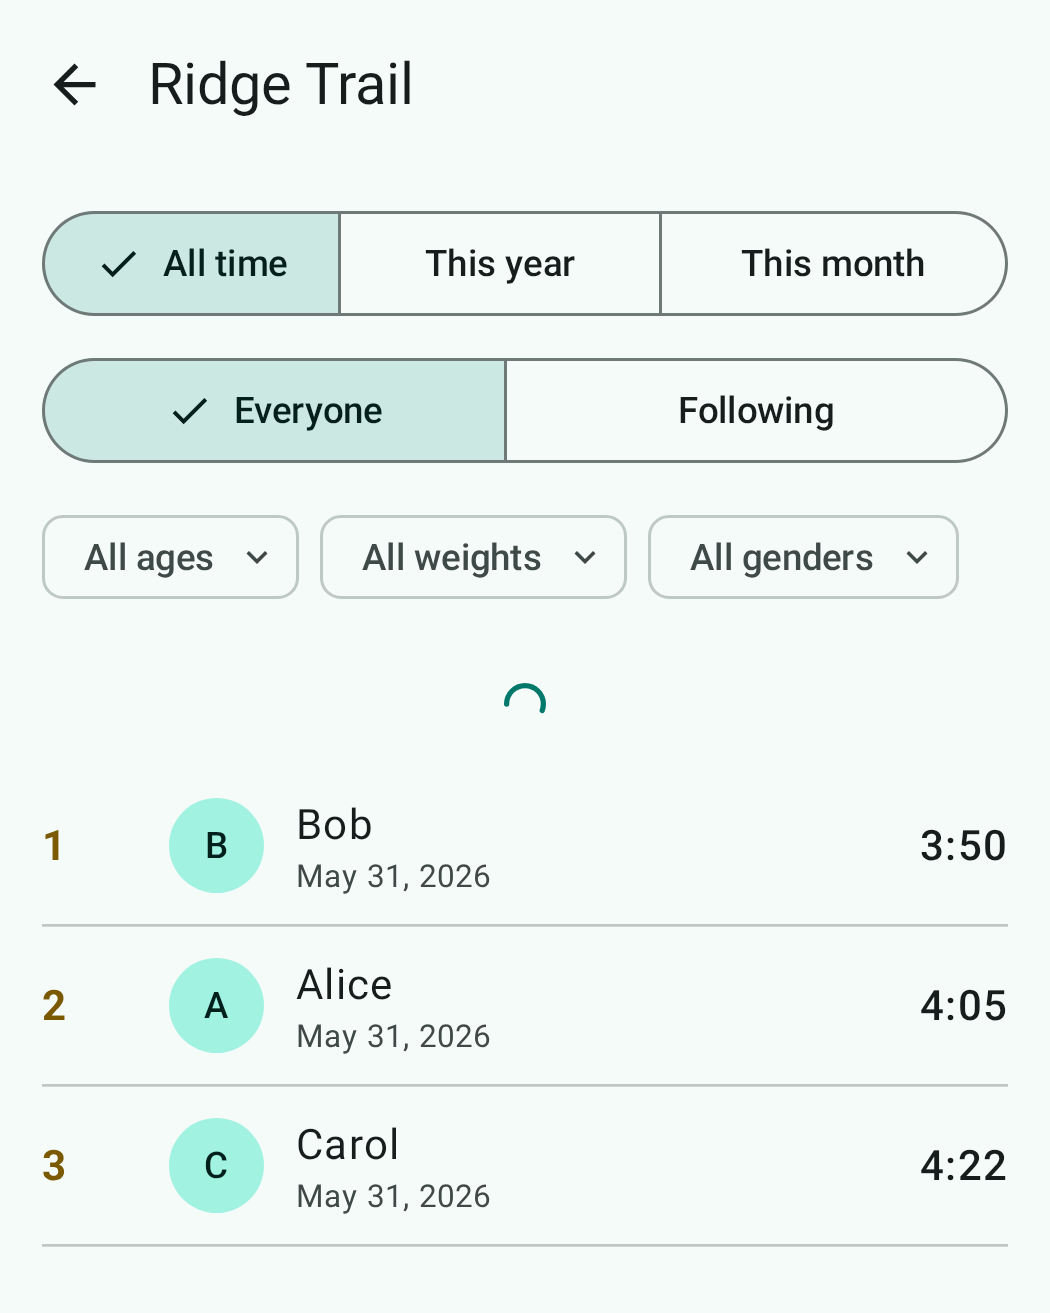 Ridge Trail
All time This year This month
Everyone Following
All ages All weights All genders
1 B Bob 3:50
May 31, 2026
2 A Alice 4:05
May 31, 2026
3 C Carol 4:22
May 31, 2026